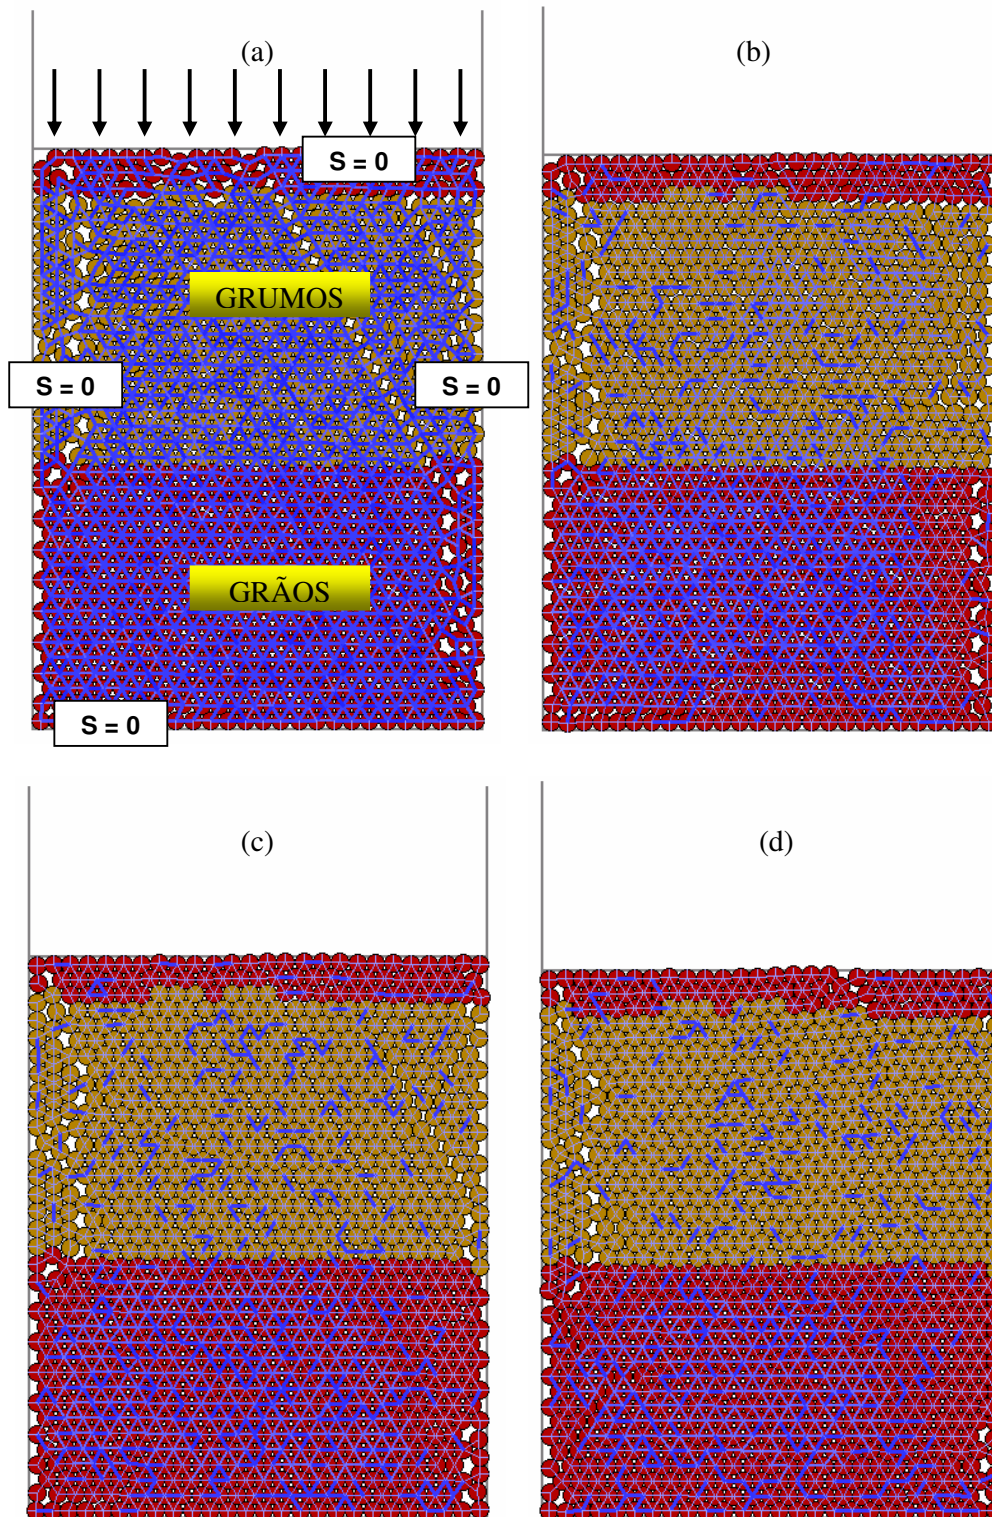 (a)
(b)
S = 0
GRUMOS
S = 0
S = 0
GRÃOS
S = 0
(c)
(d)